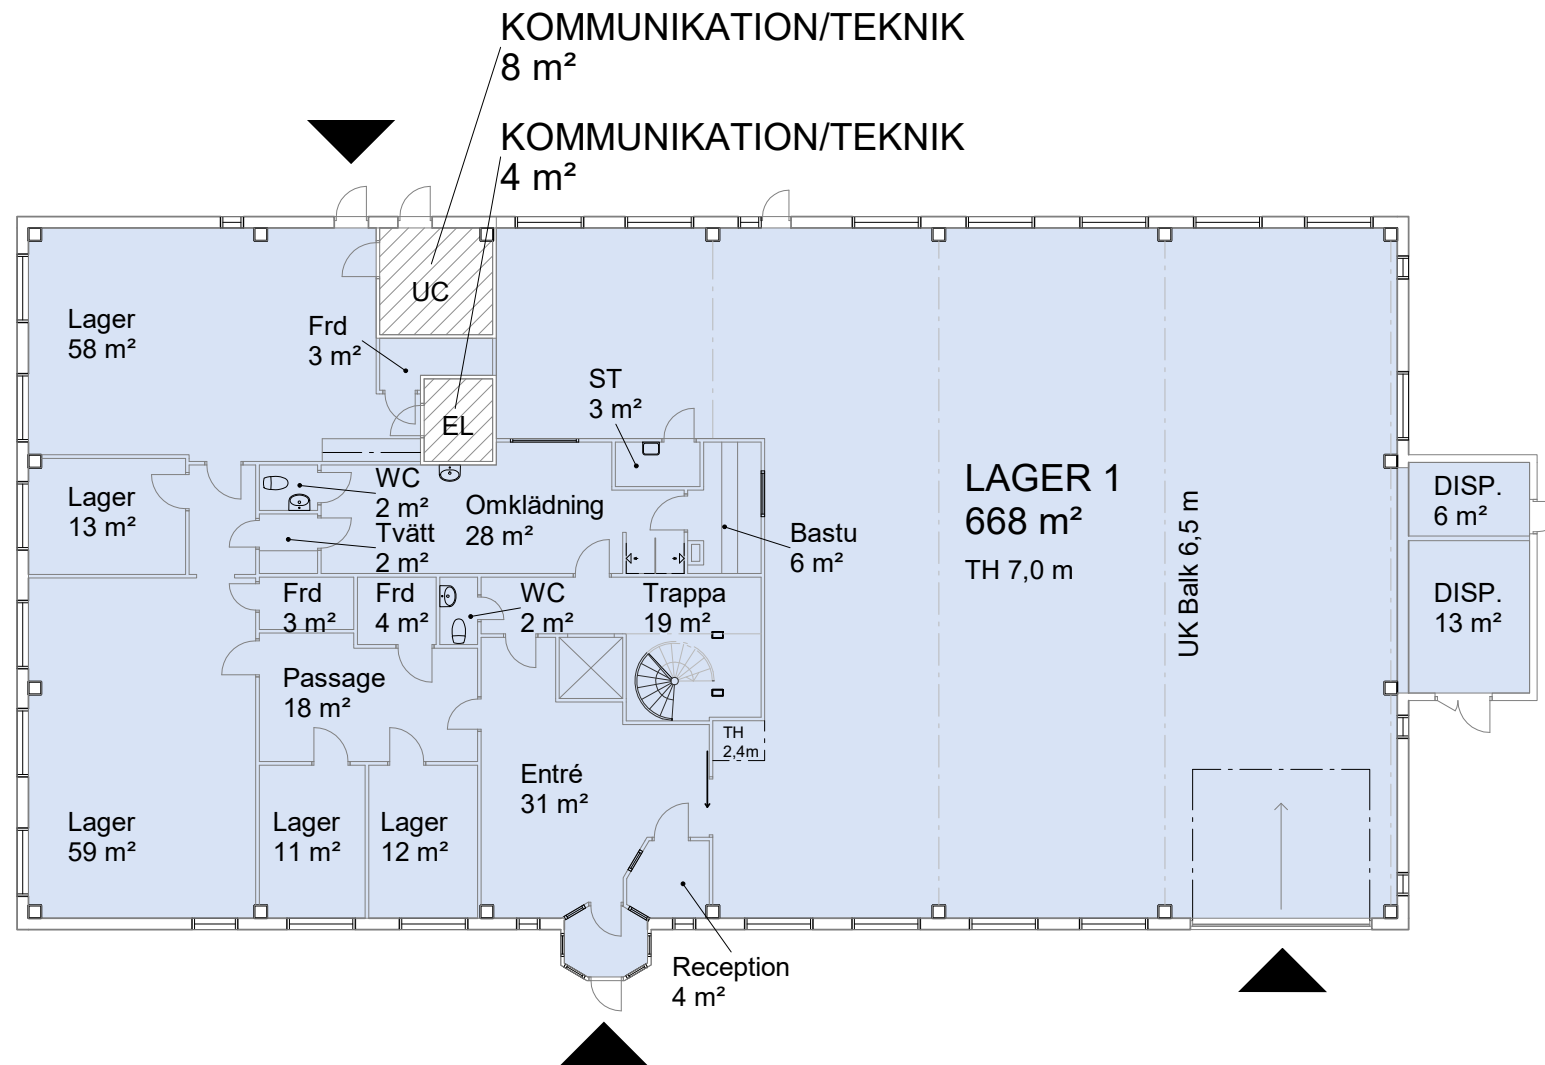 KOMMUNIKATION/TEKNIK
8 m²
KOMMUNIKATION/TEKNIK
4 m²
UC
Lager
58 m²
Frd
3 m²
EL
ST
3 m²
Lager
13 m²
WC
2 m²
Tvätt
2 m²
Omklädning
28 m²
Bastu
6 m²
LAGER 1
668 m²
TH 7,0 m
UK Balk 6,5 m
DISP.
6 m²
DISP.
13 m²
Frd
3 m²
Frd
4 m²
WC
2 m²
Trappa
19 m²
Passage
18 m²
TH
2,4m
Entré
31 m²
Lager
59 m²
Lager
11 m²
Lager
12 m²
Reception
4 m²